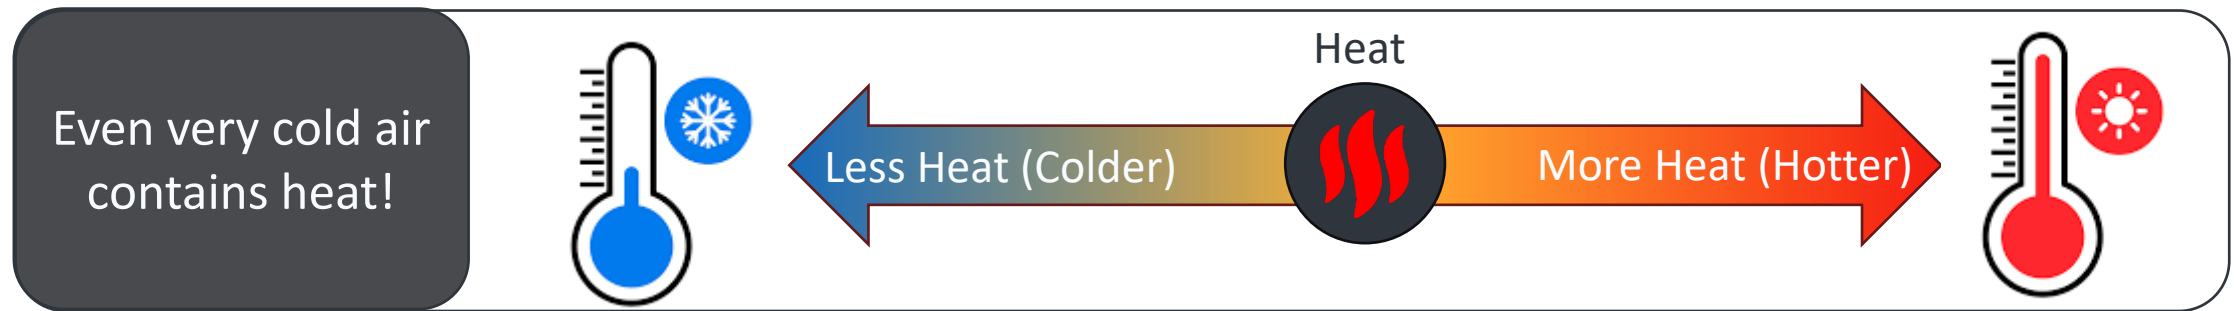 Even very cold air
contains heat!
Heat
Less Heat (Colder)
More Heat (Hotter)